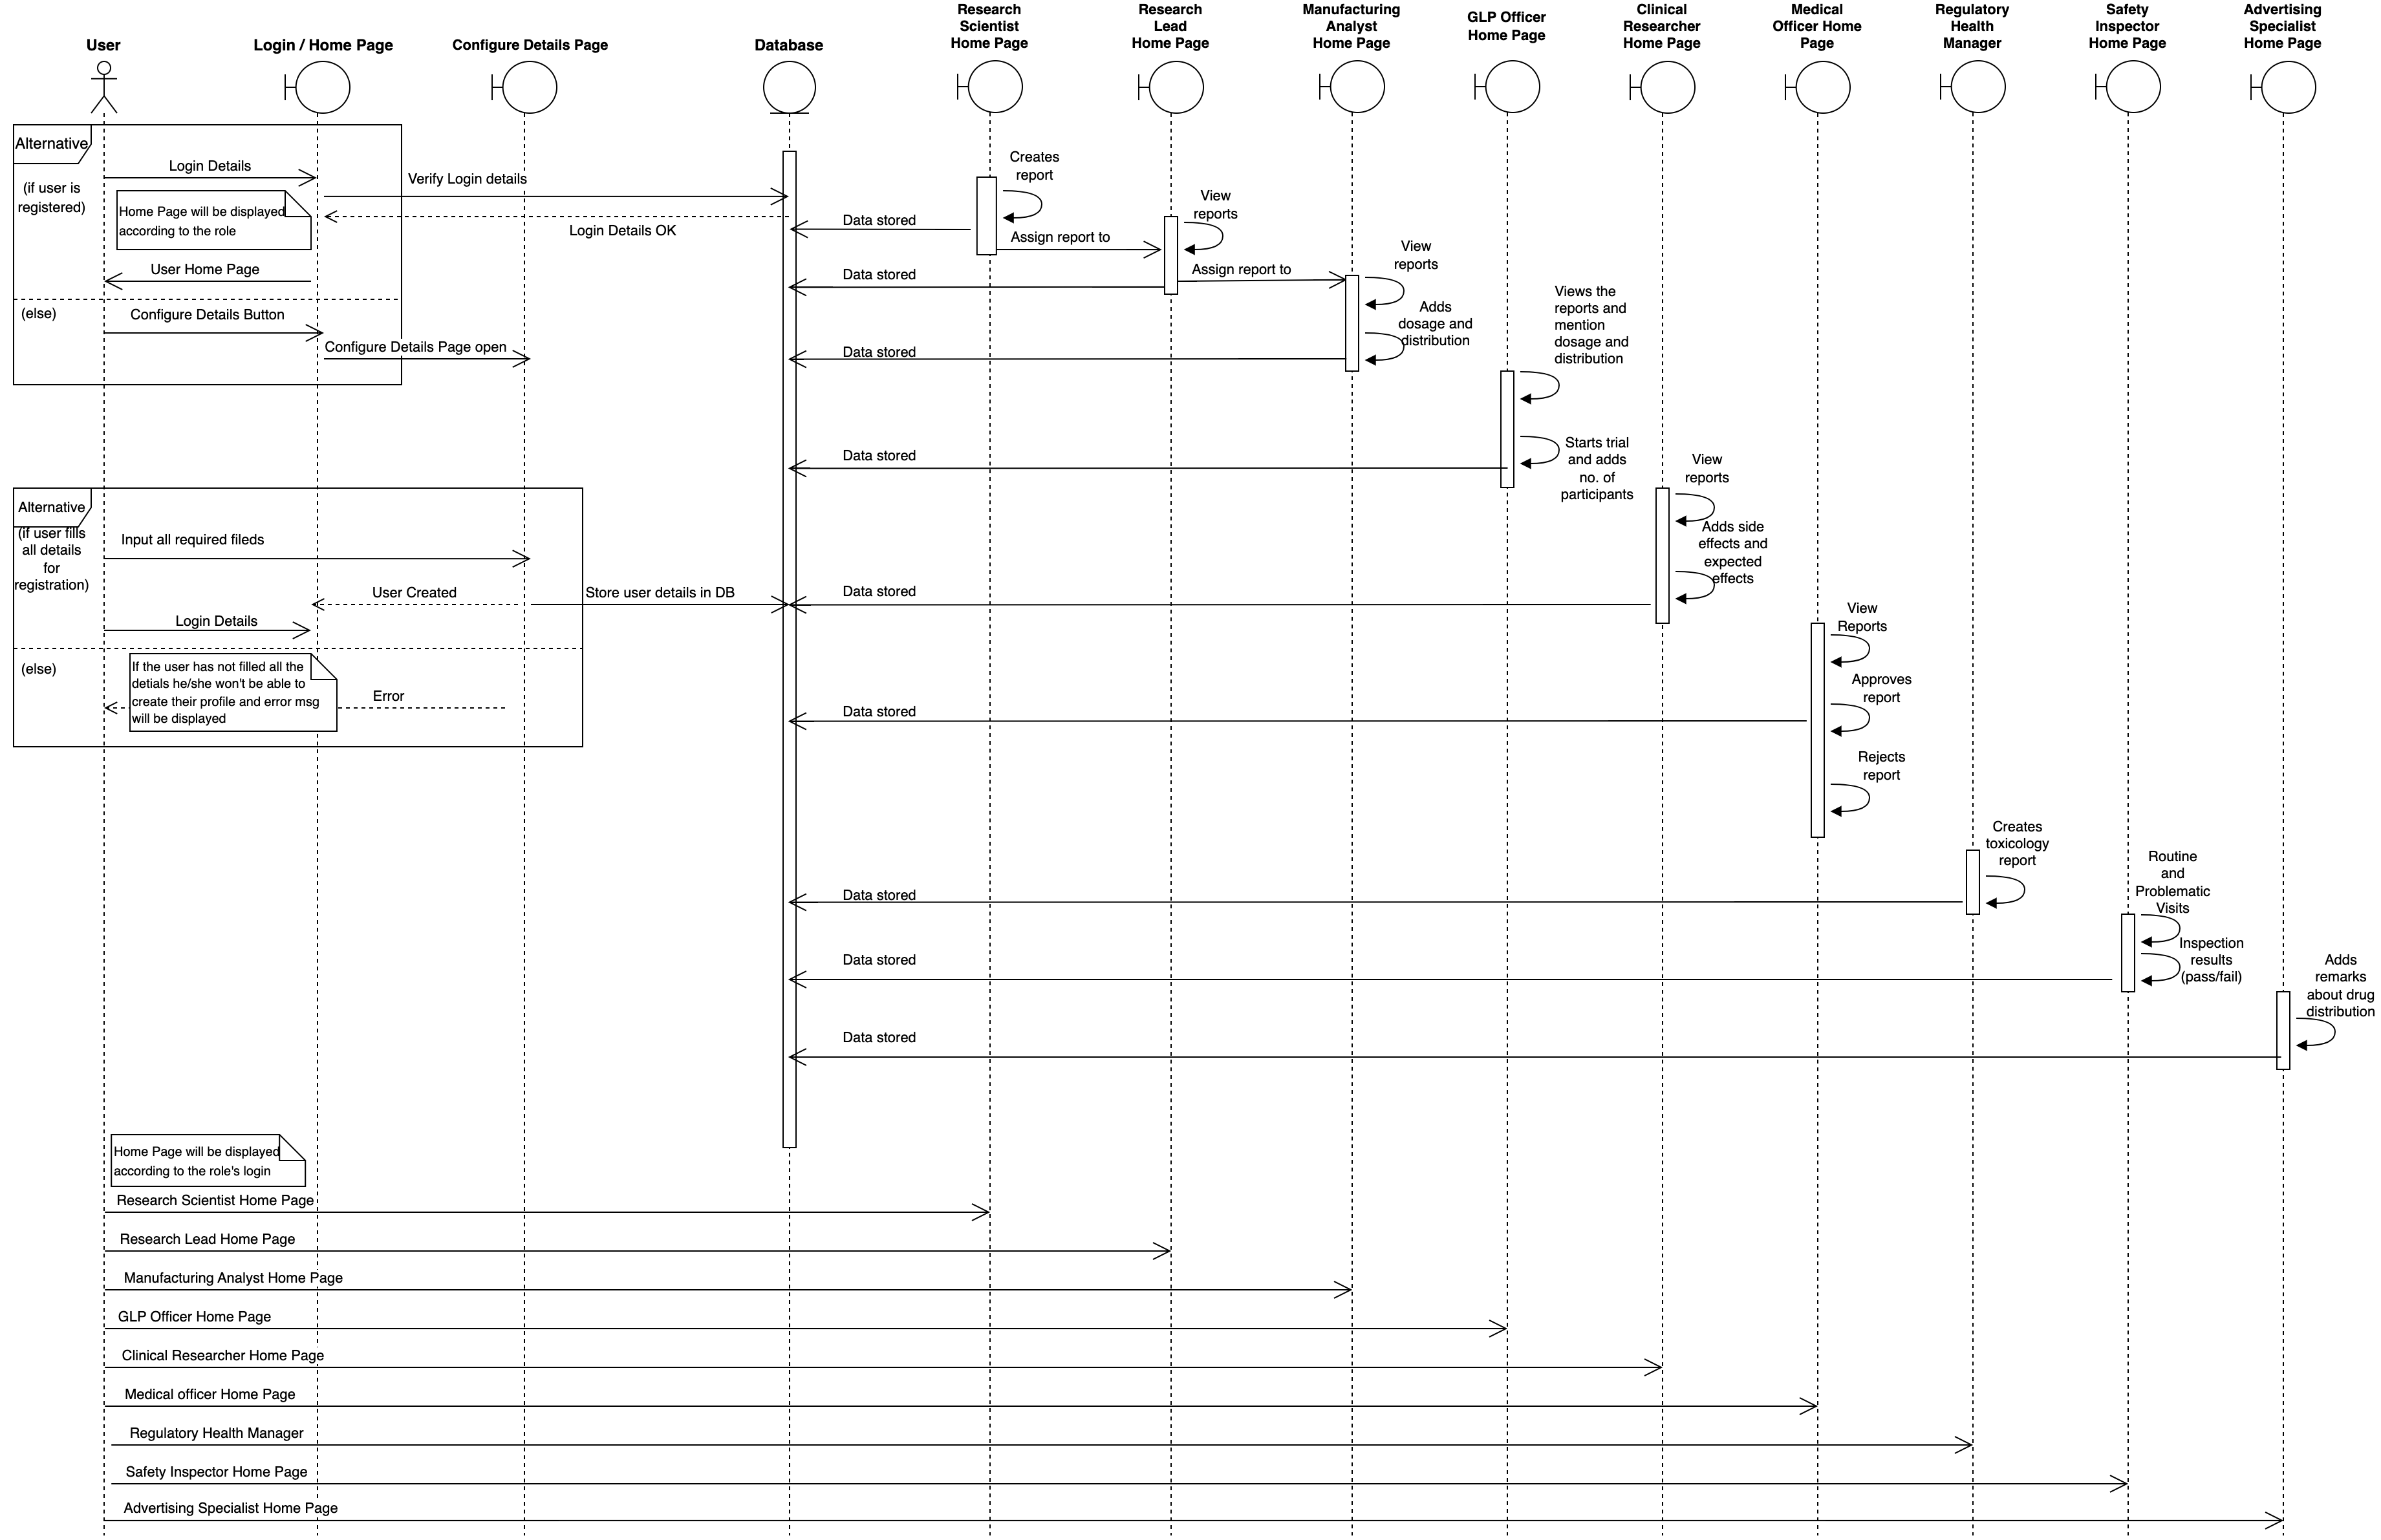 User
Login / Home Page
Configure Details Page
Database
Research
Scientist
Home Page
Research
Lead
Home Page
Manufacturing
Analyst
Home Page
GLP Officer
Home Page
Clinical
Researcher
Home Page
Medical
Officer Home
Page
Regulatory
Health
Manager
Safety
Inspector
Home Page
Advertising
Specialist
Home Page
Alternative
(if user is
registered)
Login Details
Verify Login details
Home Page will be displayed
according to the role
Login Details OK
User Home Page
(else)
Configure Details Button
Configure Details Page open
Creates
report
Data stored
Assign report to
View
reports
Data stored
Assign report to
View
reports
Adds
dosage and
distribution
Data stored
Views the
reports and
mention
dosage and
distribution
Starts trial
and adds
no. of
participants
Data stored
View
reports
Adds side
effects and
expected
effects
Alternative
(if user fills
all details
for
registration)
Input all required fileds
User Created
Store user details in DB
Data stored
Login Details
(else)
If the user has not filled all the
detials he/she won't be able to
create their profile and error msg
will be displayed
Error
View
Reports
Approves
report
Data stored
Rejects
report
Creates
toxicology
report
Data stored
Routine
and
Problematic
Visits
Inspection
results
(pass/fail)
Data stored
Adds
remarks
about drug
distribution
Data stored
Home Page will be displayed
according to the role's login
Research Scientist Home Page
Research Lead Home Page
Manufacturing Analyst Home Page
GLP Officer Home Page
Clinical Researcher Home Page
Medical officer Home Page
Regulatory Health Manager
Safety Inspector Home Page
Advertising Specialist Home Page